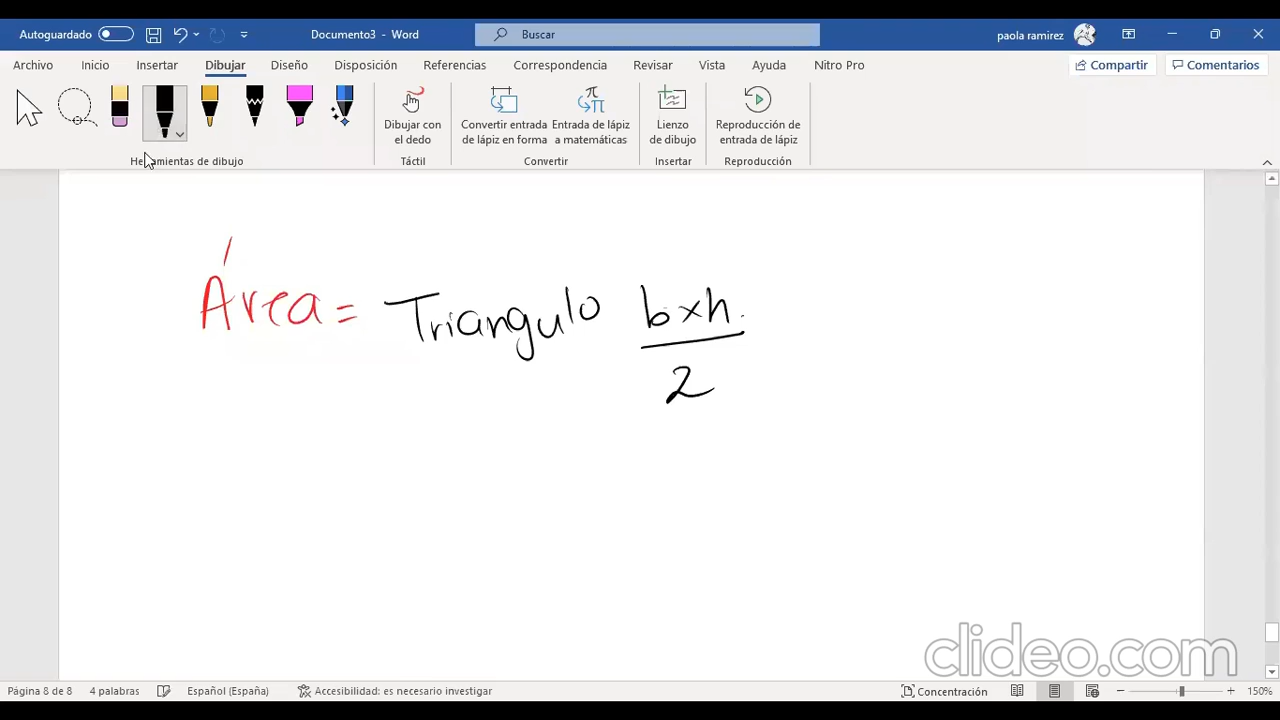 Autoguardado
Documento3 - Word
Buscar
paola ramirez
Archivo Inicio Insertar Dibujar Diseño Disposición Referencias Correspondencia Revisar Vista Ayuda Nitro Pro
Compartir Comentarios
Dibujar con el dedo
Convertir entrada de lápiz en forma
Entrada de lápiz a matemáticas
Lienzo de dibujo
Reproducción de entrada de lápiz
Herramientas de dibujo Táctil Convertir Insertar Reproducción
Área = Triangulo b x h.
2
clideo.com
Página 8 de 8 4 palabras Español (España) Accesibilidad: es necesario investigar Concentración 150%